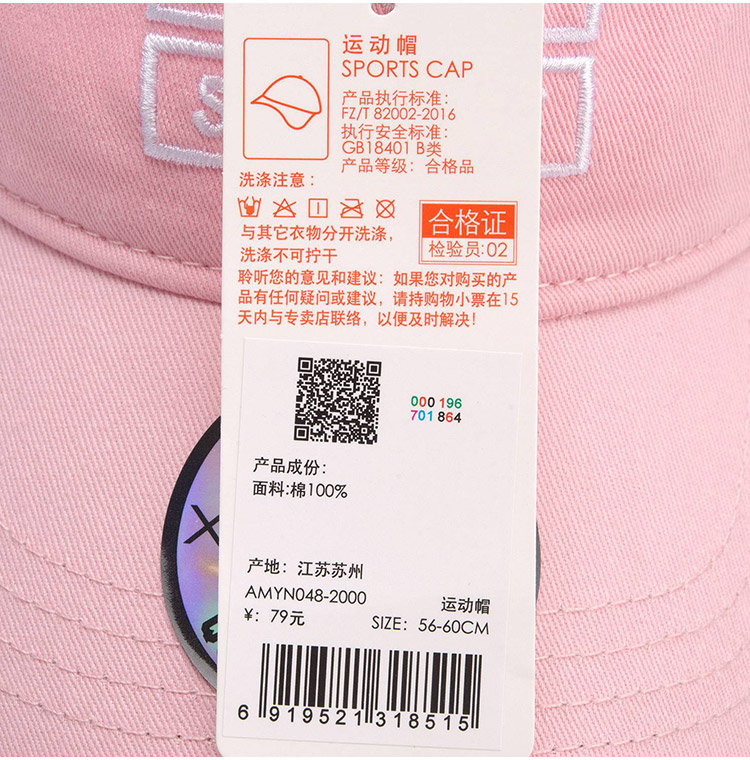 运动帽
SPORTS CAP
产品执行标准：
FZ/T 82002-2016
执行安全标准：
GB18401 B类
产品等级：合格品
洗涤注意：
与其它衣物分开洗涤，
洗涤不可拧干
合格证
检验员:02
聆听您的意见和建议：如果您对购买的产
品有任何疑问或建议，请持购物小票在15
天内与专卖店联络，以便及时解决！
000 196
701 864
产品成份：
面料:棉100%
产地：江苏苏州
AMYN048-2000
运动帽
¥：79元
SIZE：56-60CM
6 919521 318515